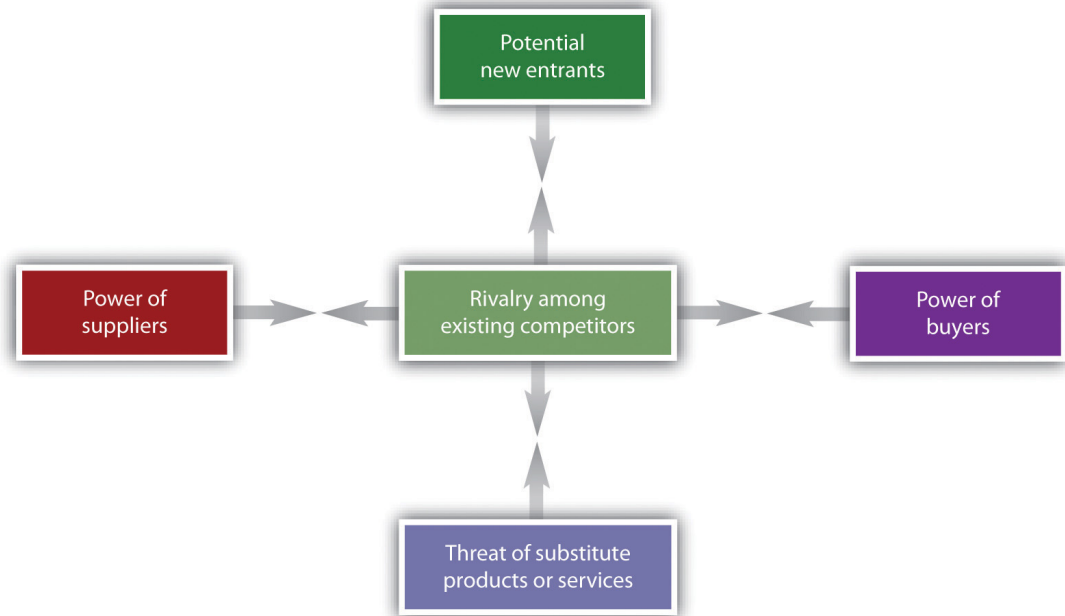 Potential
new entrants
Power of
suppliers
Rivalry among
existing competitors
Power of
buyers
Threat of substitute
products or services